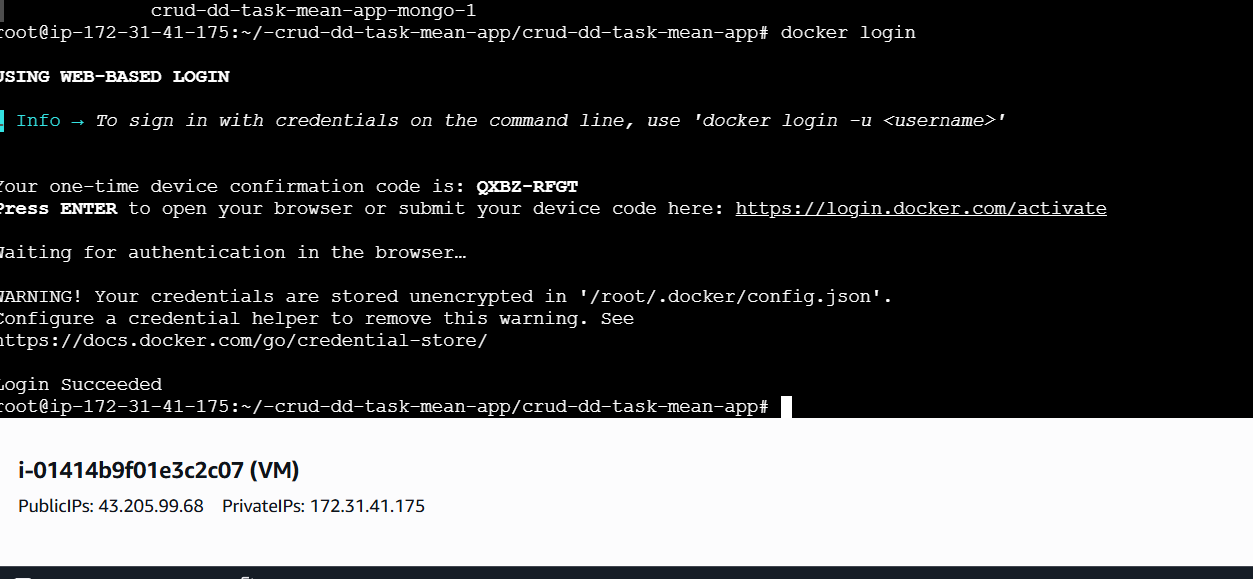 crud-dd-task-mean-app-mongo-1
root@ip-172-31-41-175:~/-crud-dd-task-mean-app/crud-dd-task-mean-app# docker login
USING WEB-BASED LOGIN
Info → To sign in with credentials on the command line, use 'docker login -u <username>'
Your one-time device confirmation code is: QXBZ-RFGT
Press ENTER to open your browser or submit your device code here: https://login.docker.com/activate
Waiting for authentication in the browser…
WARNING! Your credentials are stored unencrypted in '/root/.docker/config.json'.
Configure a credential helper to remove this warning. See
https://docs.docker.com/go/credential-store/
Login Succeeded
root@ip-172-31-41-175:~/-crud-dd-task-mean-app/crud-dd-task-mean-app#
i-01414b9f01e3c2c07 (VM)
PublicIPs: 43.205.99.68 PrivateIPs: 172.31.41.175